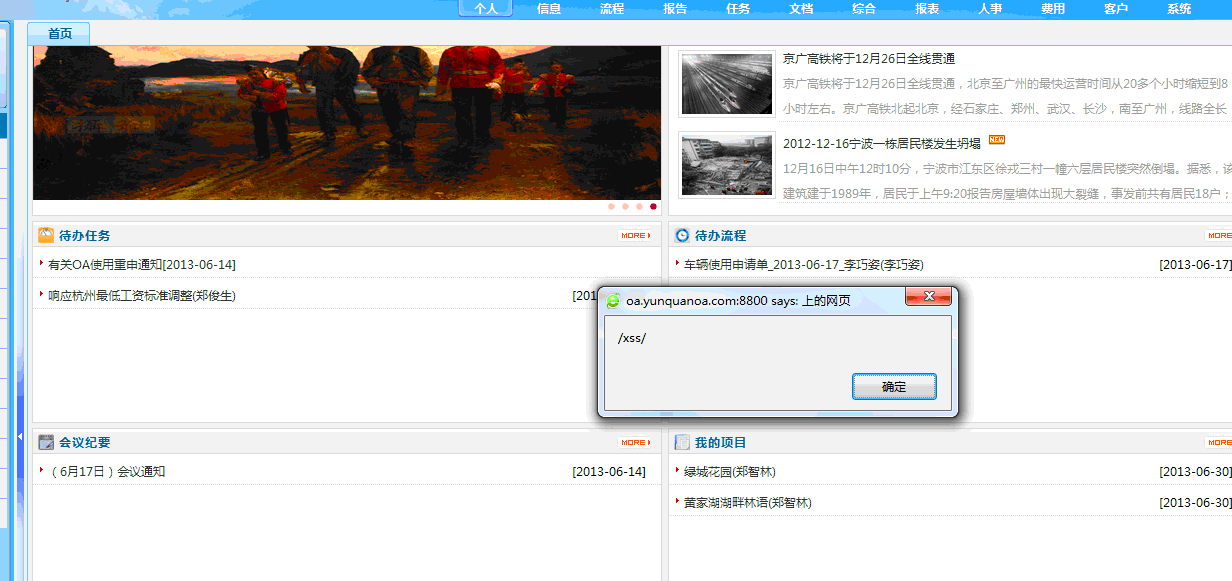 个人 信息 流程 报告 任务 文档 综合 报表 人事 费用 客户 系统
首页
京广高铁将于12月26日全线贯通
京广高铁将于12月26日全线贯通，北京至广州的最快运营时间从20多个小时缩短到8
小时左右。京广高铁北起北京，经石家庄、郑州、武汉、长沙，南至广州，线路全长
2012-12-16宁波一栋居民楼发生坍塌 NEW
12月16日中午12时10分，宁波市江东区徐戎三村一幢六层居民楼突然倒塌。据悉，该
建筑建于1989年，居民于上午9:20报告房屋墙体出现大裂缝，事发前共有居民18户；
待办任务 MORE
有关OA使用重申通知[2013-06-14]
响应杭州最低工资标准调整(郑俊生) [201
待办流程 MORE
车辆使用申请单_2013-06-17_李巧姿(李巧姿) [2013-06-17]
oa.yunquanoa.com:8800 says: 上的网页
/xss/
确定
会议纪要 MORE
（6月17日）会议通知 [2013-06-14]
我的项目 MORE
绿城花园(郑智林) [2013-06-30]
黄家湖湖畔林语(郑智林) [2013-06-30]